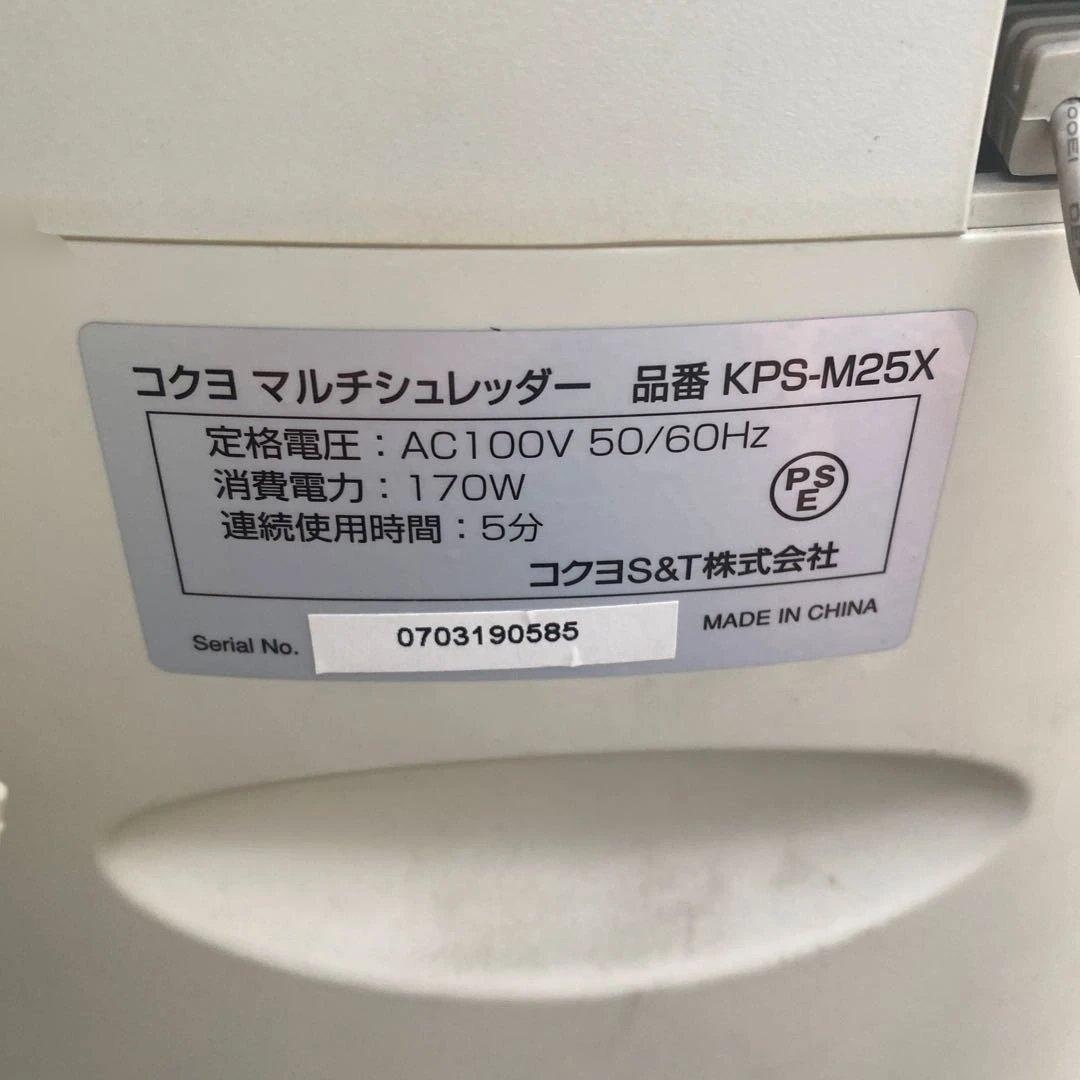 コクヨ マルチシュレッダー 品番 KPS-M25X
定格電圧：AC100V 50/60Hz
消費電力：170W
連続使用時間：5分
PSE
コクヨS&T株式会社
Serial No. 0703190585 MADE IN CHINA